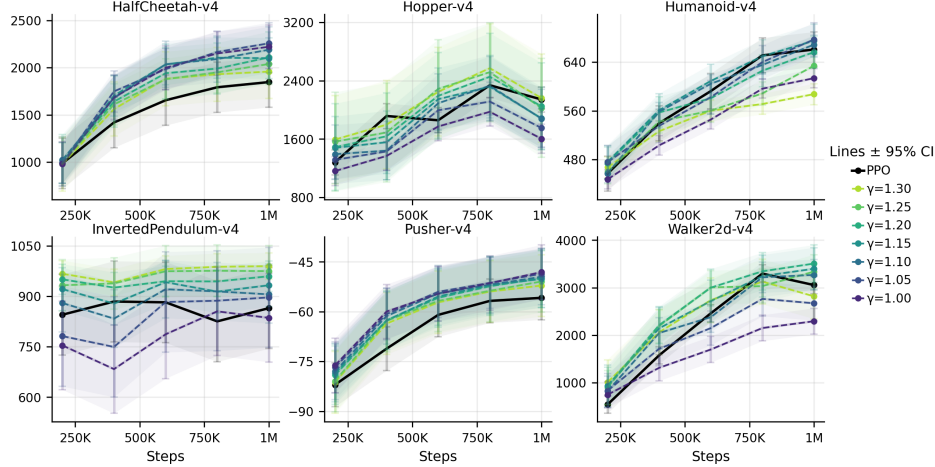 HalfCheetah-v4
Hopper-v4
Humanoid-v4
2500
2000
1500
1000
250K 500K 750K 1M
3200
2400
1600
800
250K 500K 750K 1M
640
560
480
250K 500K 750K 1M
Lines ± 95% CI
PPO
γ=1.30
γ=1.25
γ=1.20
γ=1.15
γ=1.10
γ=1.05
γ=1.00
InvertedPendulum-v4
Pusher-v4
Walker2d-v4
1050
900
750
600
250K 500K 750K 1M
Steps
−45
−60
−75
−90
250K 500K 750K 1M
Steps
4000
3000
2000
1000
250K 500K 750K 1M
Steps